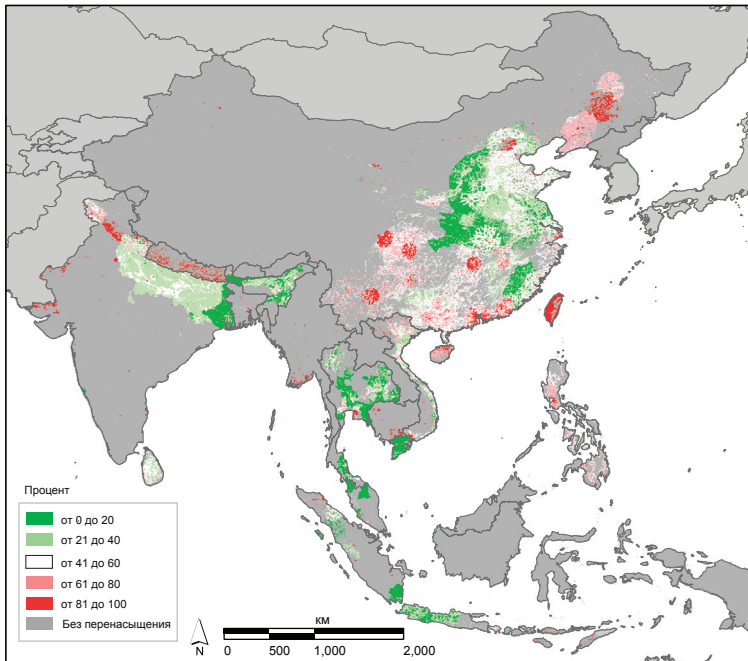 Процент
от 0 до 20
от 21 до 40
от 41 до 60
от 61 до 80
от 81 до 100
Без перенасыщения
км
N
0 500 1,000 2,000